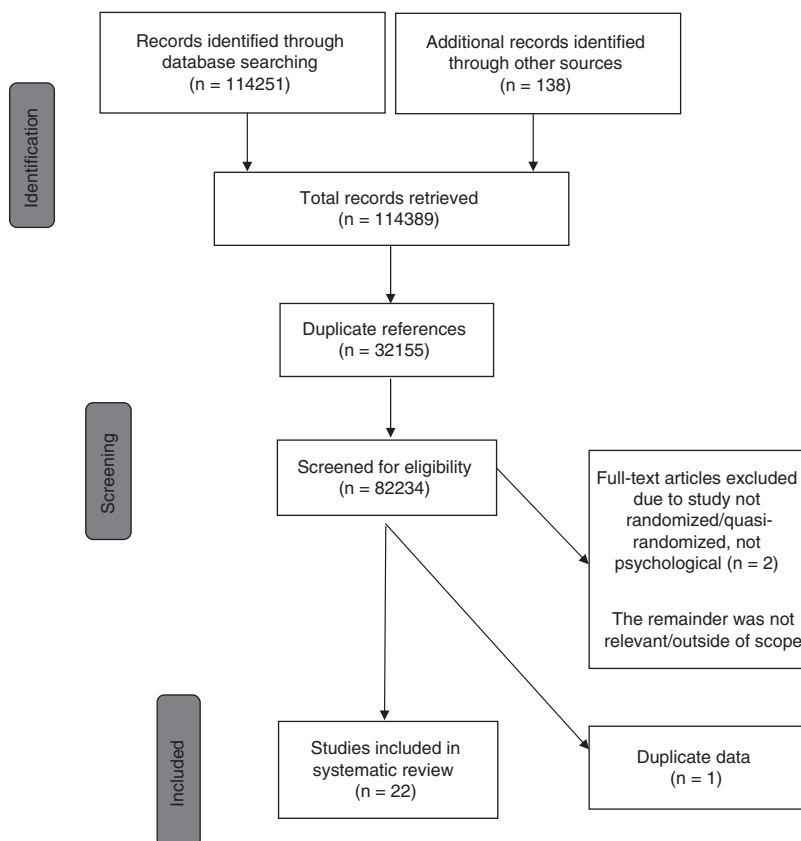 Records identified through
database searching
(n = 114251)
Additional records identified
through other sources
(n = 138)
Identification
Total records retrieved
(n = 114389)
Duplicate references
(n = 32155)
Screening
Screened for eligibility
(n = 82234)
Full-text articles excluded
due to study not
randomized/quasi-
randomized, not
psychological (n = 2)
The remainder was not
relevant/outside of scope
Included
Studies included in
systematic review
(n = 22)
Duplicate data
(n = 1)